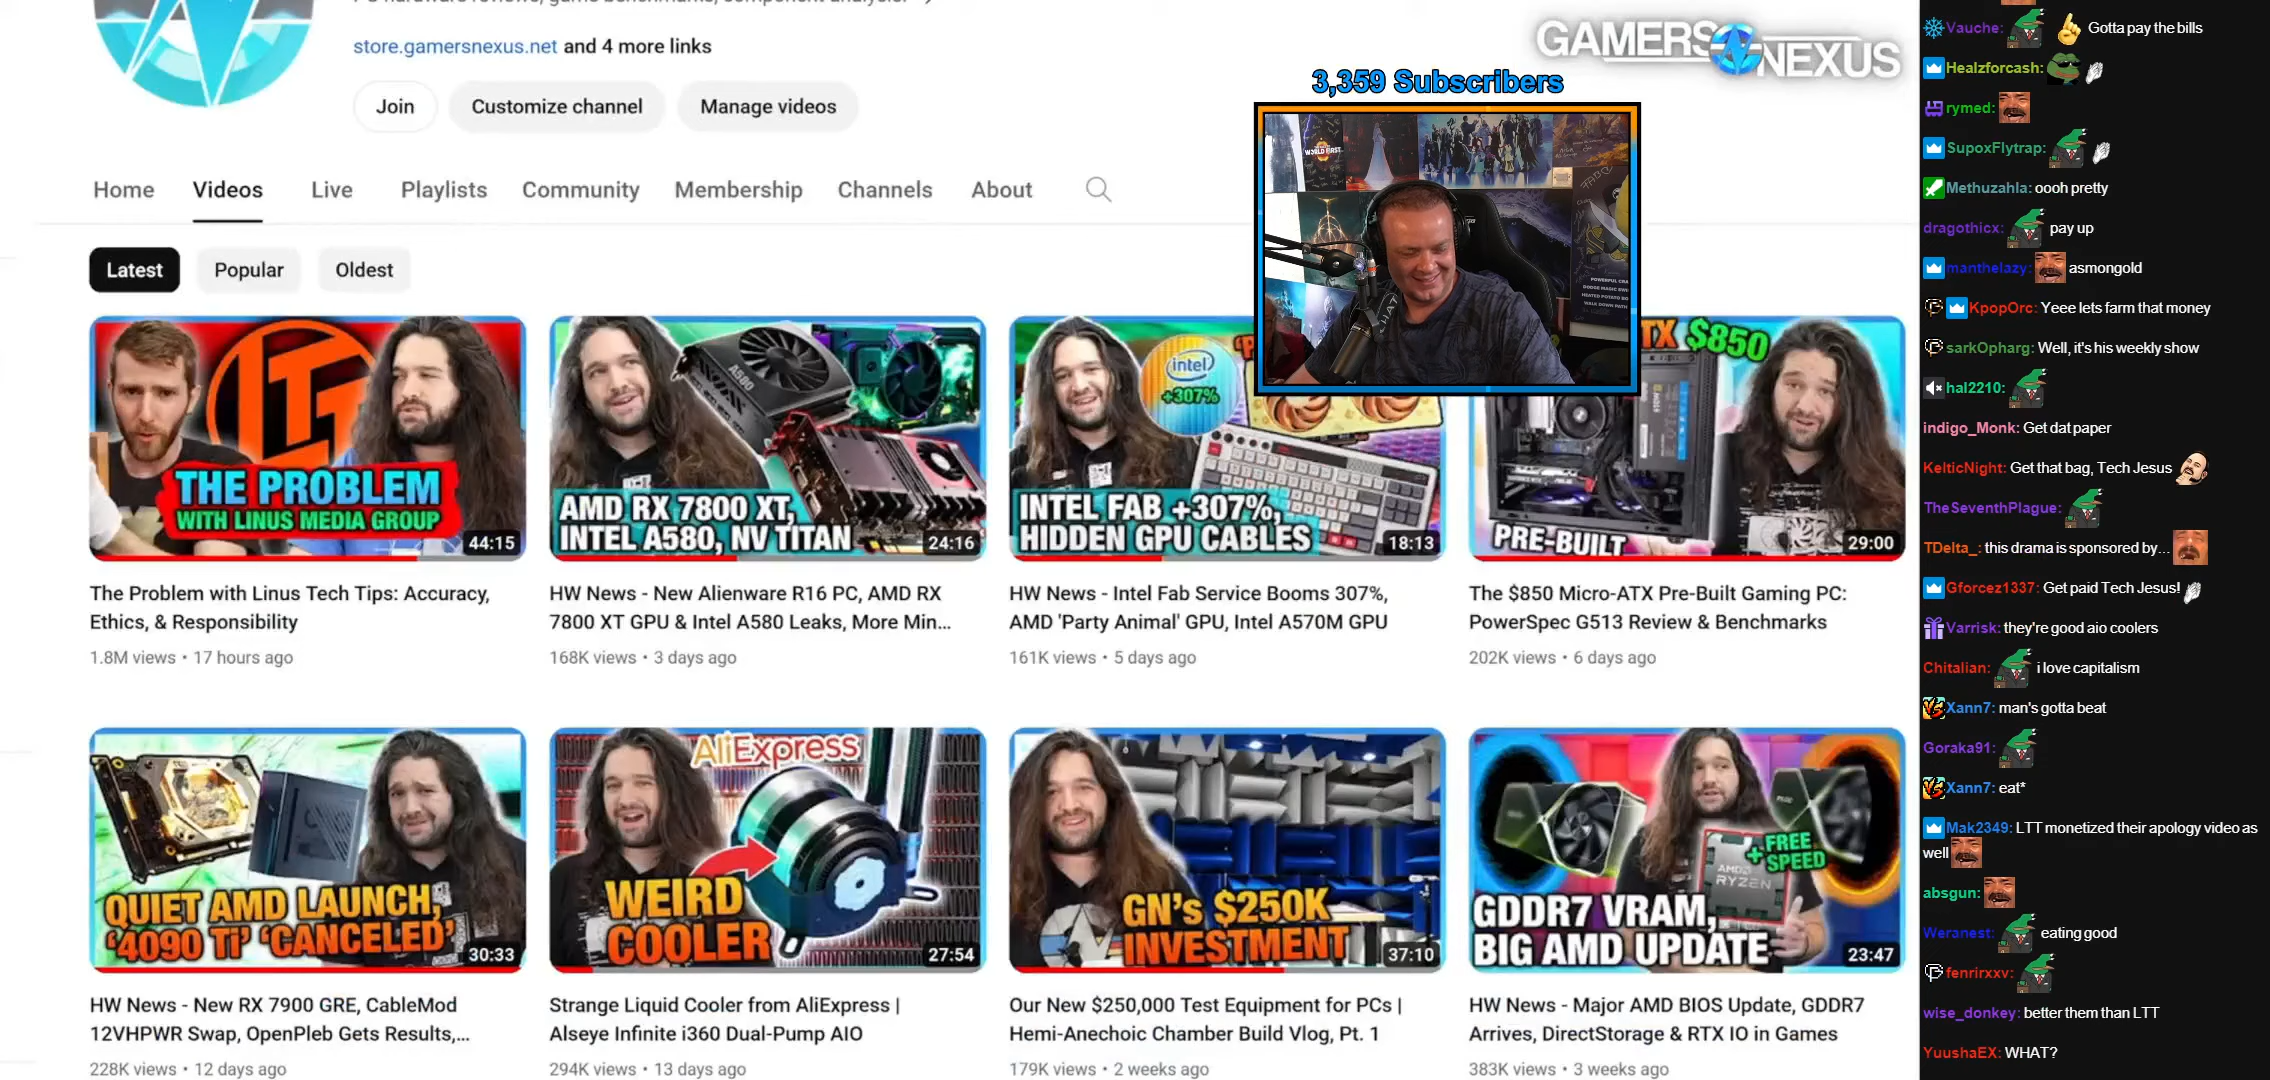 store.gamersnexus.net and 4 more links
Join
Customize channel
Manage videos
GAMERS NEXUS
3,359 Subscribers
Home
Videos
Live
Playlists
Community
Membership
Channels
About
Latest
Popular
Oldest
THE PROBLEM
WITH LINUS MEDIA GROUP
44:15
The Problem with Linus Tech Tips: Accuracy,
Ethics, & Responsibility
1.8M views • 17 hours ago
A580
AMD RX 7800 XT,
INTEL A580, NV TITAN
24:16
HW News - New Alienware R16 PC, AMD RX
7800 XT GPU & Intel A580 Leaks, More Min...
168K views • 3 days ago
intel
+307%
INTEL FAB +307%,
HIDDEN GPU CABLES
18:13
HW News - Intel Fab Service Booms 307%,
AMD 'Party Animal' GPU, Intel A570M GPU
161K views • 5 days ago
TX $850
PRE-BUILT
29:00
The $850 Micro-ATX Pre-Built Gaming PC:
PowerSpec G513 Review & Benchmarks
202K views • 6 days ago
QUIET AMD LAUNCH,
'4090 Ti' 'CANCELED'
30:33
HW News - New RX 7900 GRE, CableMod
12VHPWR Swap, OpenPleb Gets Results,...
228K views • 12 days ago
AliExpress
WEIRD
COOLER
27:54
Strange Liquid Cooler from AliExpress |
Alseye Infinite i360 Dual-Pump AIO
294K views • 13 days ago
GN's $250K
INVESTMENT
37:10
Our New $250,000 Test Equipment for PCs |
Hemi-Anechoic Chamber Build Vlog, Pt. 1
179K views • 2 weeks ago
+FREE
SPEED
AMD
RYZEN
GDDR7 VRAM,
BIG AMD UPDATE
23:47
HW News - Major AMD BIOS Update, GDDR7
Arrives, DirectStorage & RTX IO in Games
383K views • 3 weeks ago
Vauche: Gotta pay the bills
Healzforcash:
rymed:
SupoxFlytrap:
Methuzahla: oooh pretty
dragothicx: pay up
manthelazy: asmongold
KpopOrc: Yeee lets farm that money
sarkOpharg: Well, it's his weekly show
hal2210:
indigo_Monk: Get dat paper
KelticNight: Get that bag, Tech Jesus
TheSeventhPlague:
TDelta_: this drama is sponsored by...
Gforcez1337: Get paid Tech Jesus!
Varrisk: they're good aio coolers
Chitalian: i love capitalism
Xann7: man's gotta beat
Goraka91:
Xann7: eat*
Mak2349: LTT monetized their apology video as
well
absgun:
Weranest: eating good
fenrirxxv:
wise_donkey: better them than LTT
YuushaEX: WHAT?